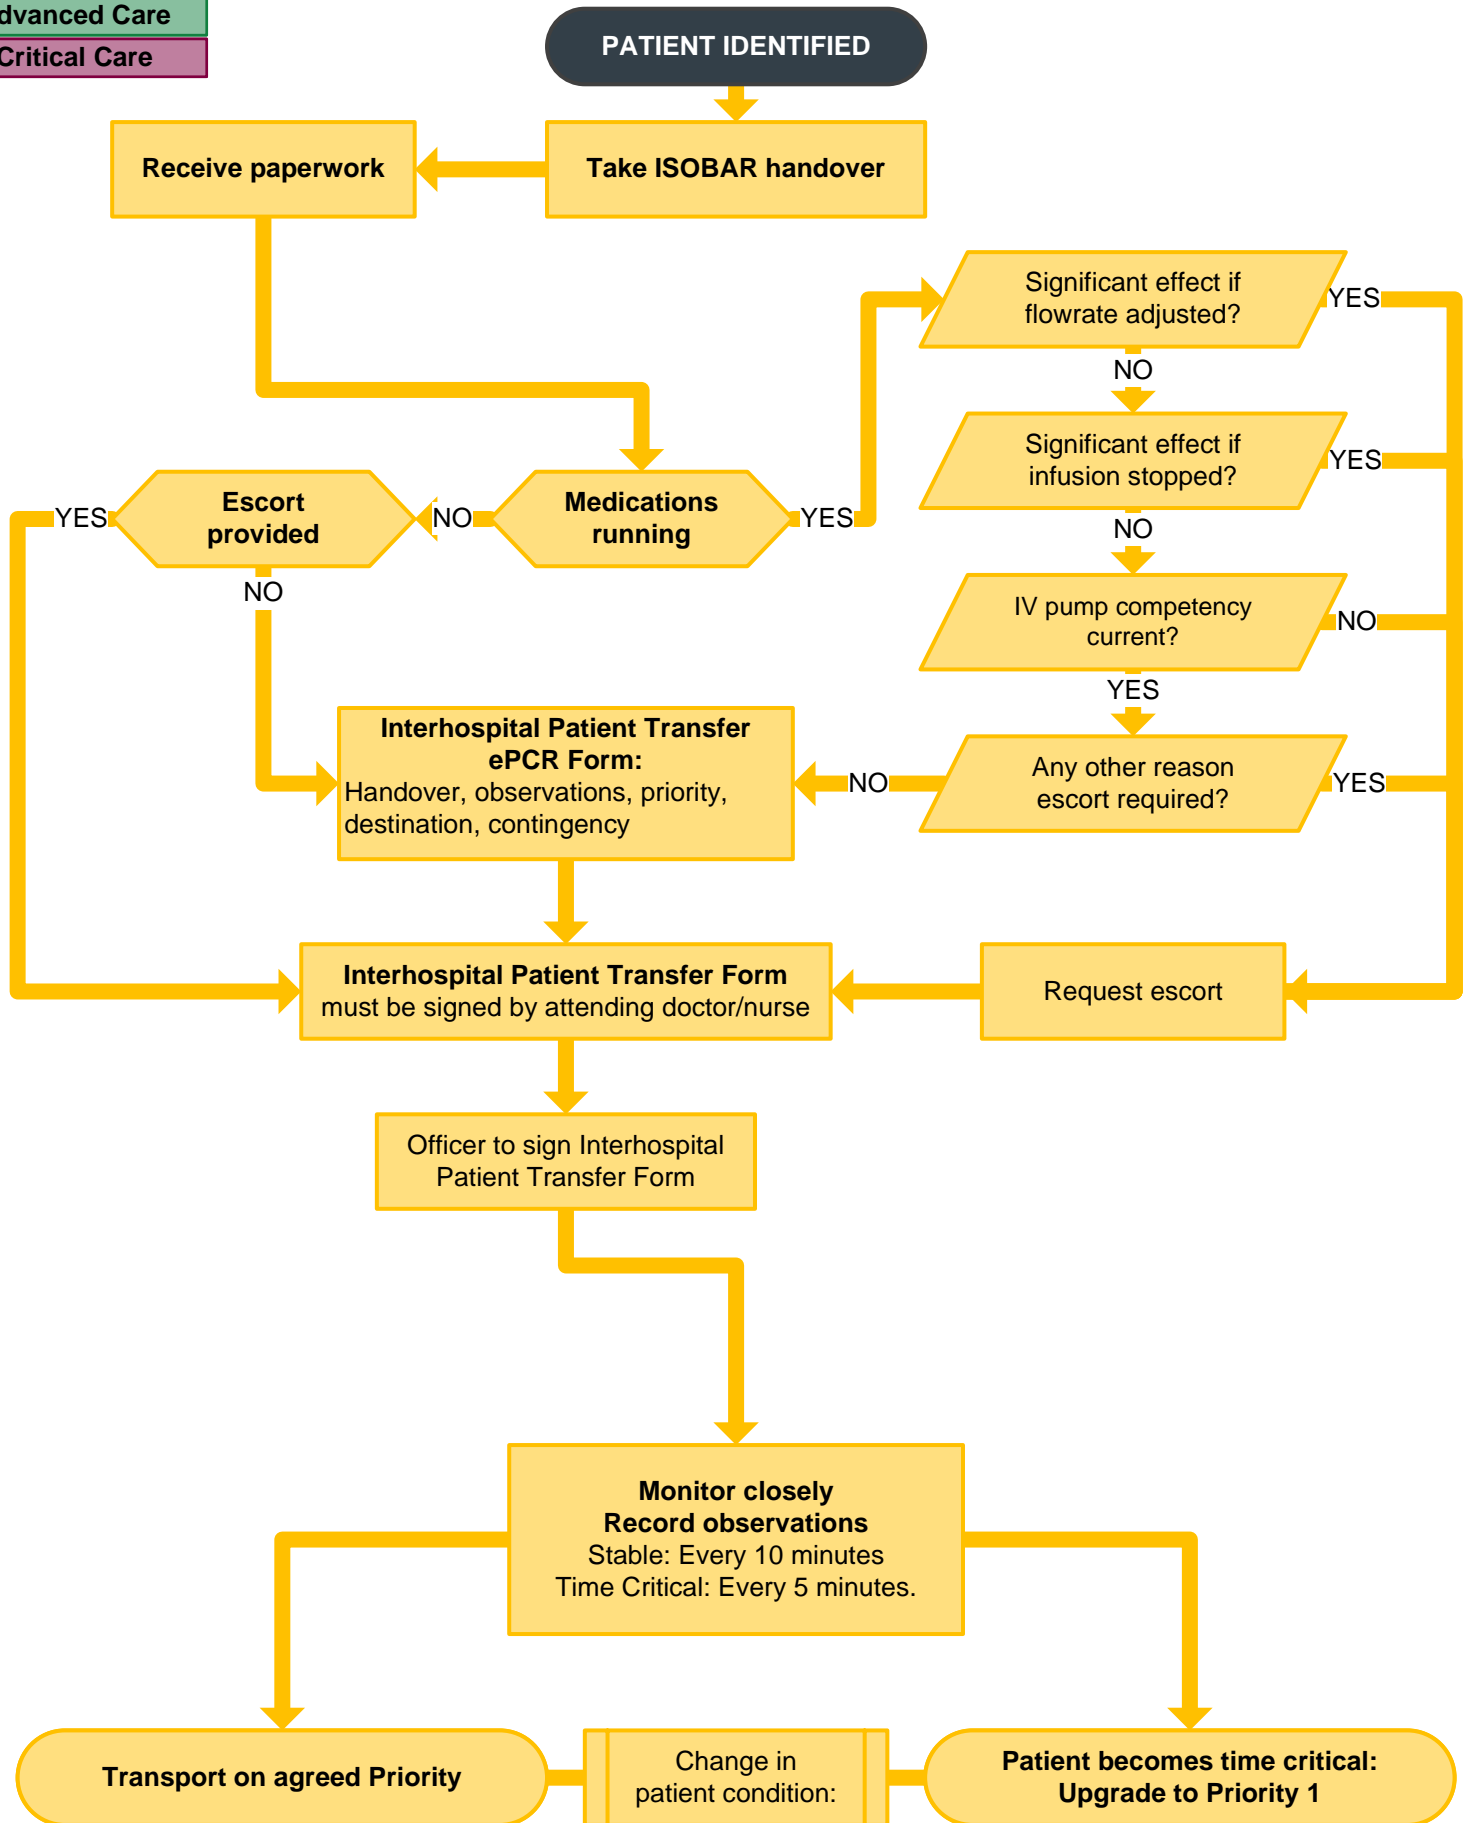 dvanced Care
Critical Care
PATIENT IDENTIFIED
Receive paperwork
Take ISOBAR handover
Significant effect if
flowrate adjusted?
YES
NO
Significant effect if
infusion stopped?
YES
NO
YES
Escort
provided
NO
Medications
running
YES
NO
IV pump competency
current?
NO
YES
Interhospital Patient Transfer
ePCR Form:
Handover, observations, priority,
destination, contingency
NO
Any other reason
escort required?
YES
Interhospital Patient Transfer Form
must be signed by attending doctor/nurse
Request escort
Officer to sign Interhospital
Patient Transfer Form
Monitor closely
Record observations
Stable: Every 10 minutes
Time Critical: Every 5 minutes.
Transport on agreed Priority
Change in
patient condition:
Patient becomes time critical:
Upgrade to Priority 1